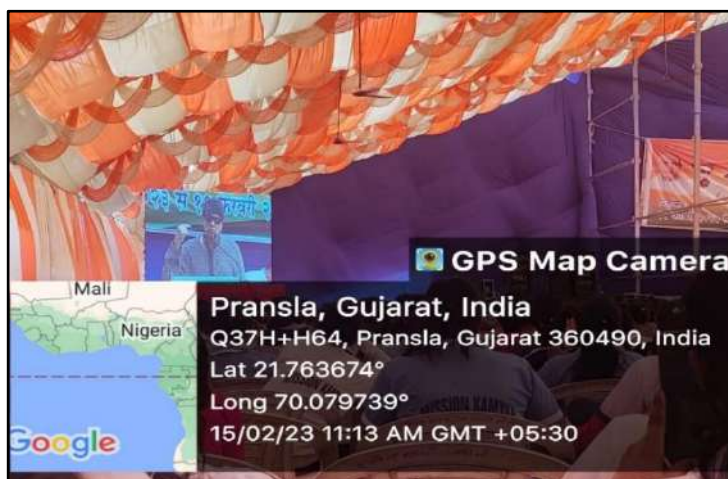 से
GPS Map Camera
Mali
Nigeria
Google
Pransla, Gujarat, India
Q37H+H64, Pransla, Gujarat 360490, India
Lat 21.763674°
Long 70.079739°
15/02/23 11:13 AM GMT +05:30
MISSION